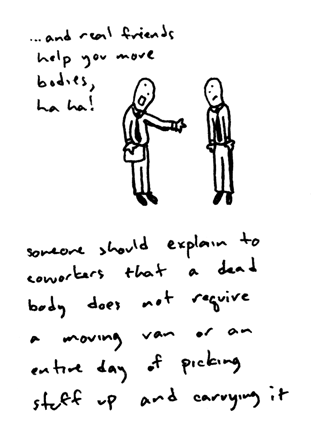 ...and real friends
help you move
bodies,
ha ha!
someone should explain to
coworkers that a dead
body does not require
a moving van or an
entire day of picking
stuff up and carrying it